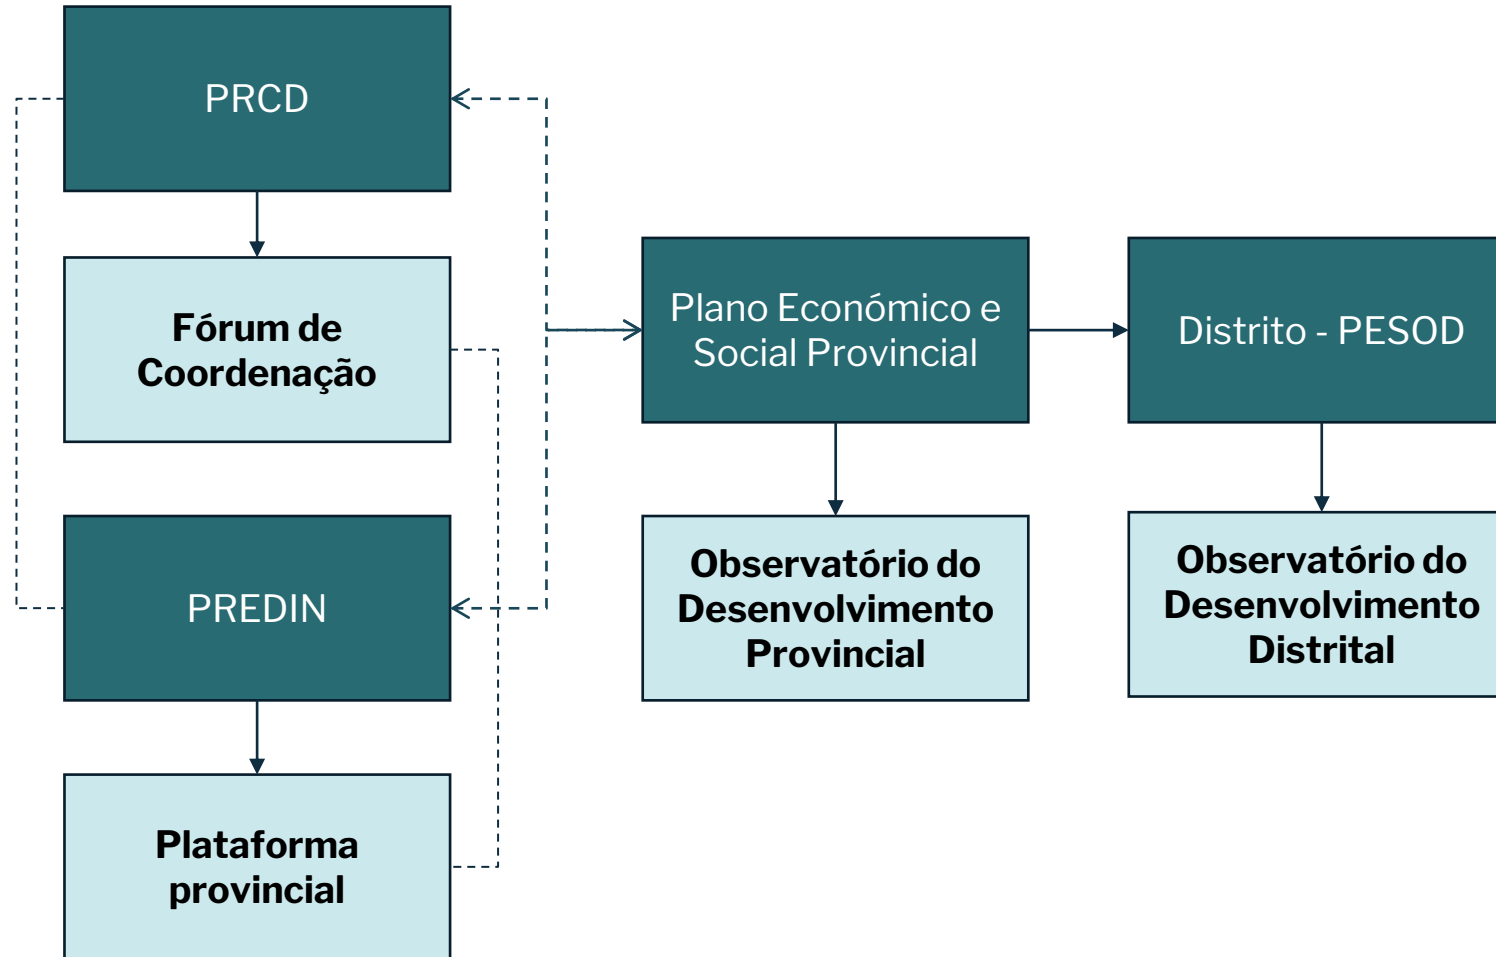 PRCD
Fórum de
Coordenação
PREDIN
Plataforma
provincial
Plano Económico e
Social Provincial
Observatório do
Desenvolvimento
Provincial
Distrito - PESOD
Observatório do
Desenvolvimento
Distrital